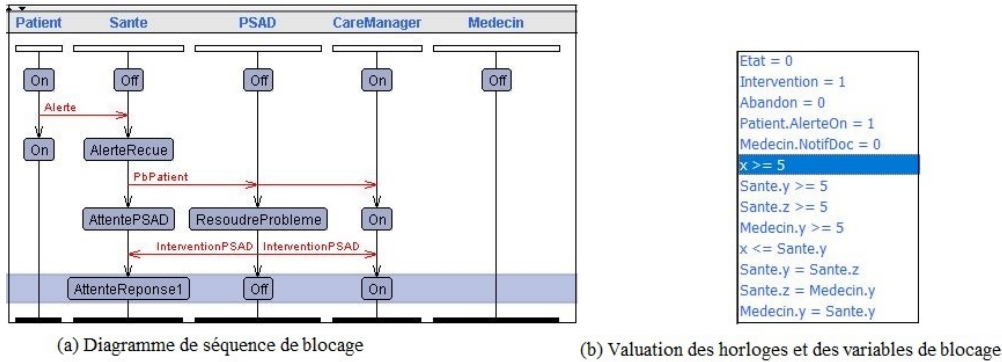 Patient Sante PSAD CareManager Medecin
On Off Off On Off
Alerte
On AlerteRecue
PbPatient
AttentePSAD ResoudreProbleme On
InterventionPSAD InterventionPSAD
AttenteReponse1 Off On
(a) Diagramme de séquence de blocage
Etat = 0
Intervention = 1
Abandon = 0
Patient.AlerteOn = 1
Medecin.NotifDoc = 0
x >= 5
Sante.y >= 5
Sante.z >= 5
Medecin.y >= 5
x <= Sante.y
Sante.y = Sante.z
Sante.z = Medecin.y
Medecin.y = Sante.y
(b) Valuation des horloges et des variables de blocage